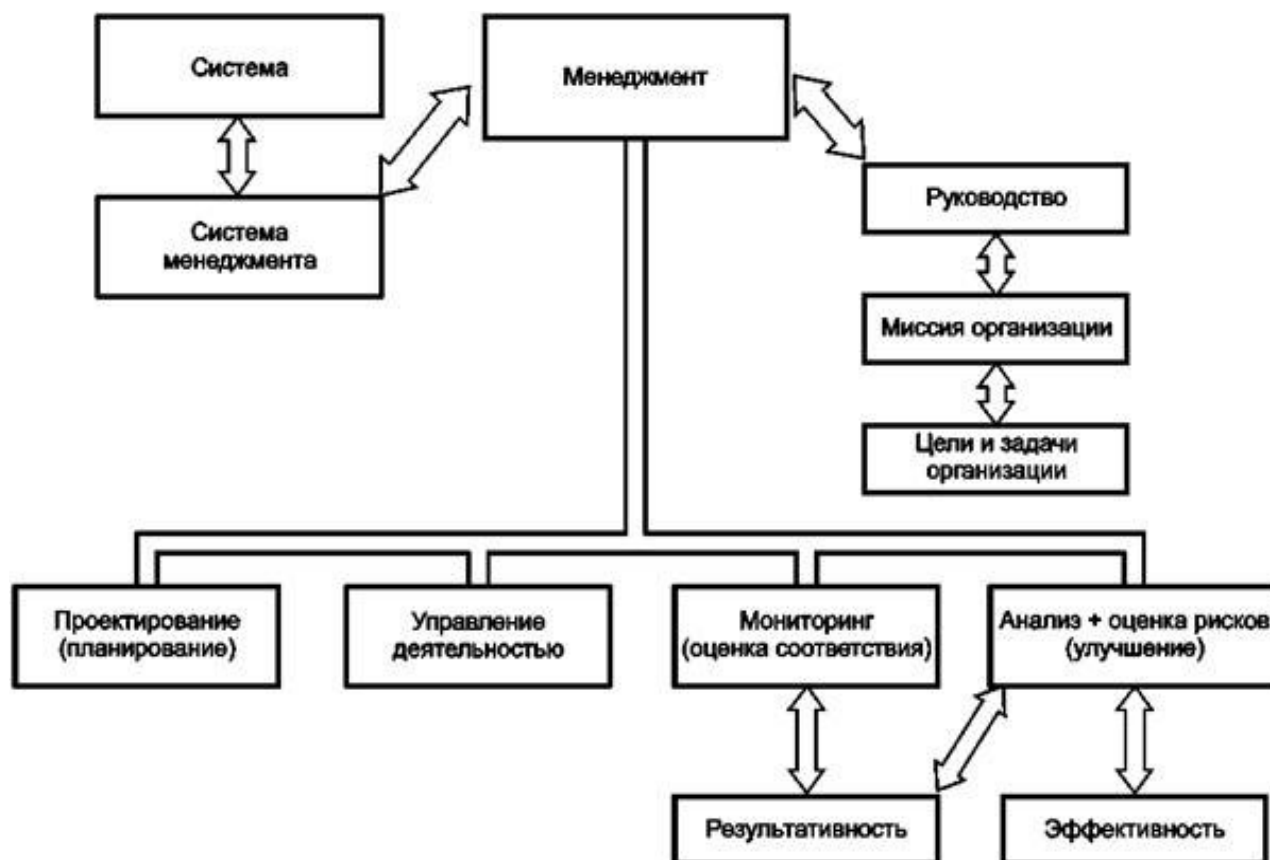 Система
Менеджмент
Система
менеджмента
Руководство
Миссия организации
Цели и задачи
организации
Проектирование
(планирование)
Управление
деятельностью
Мониторинг
(оценка соответствия)
Анализ + оценка рисков
(улучшение)
Результативность
Эффективность